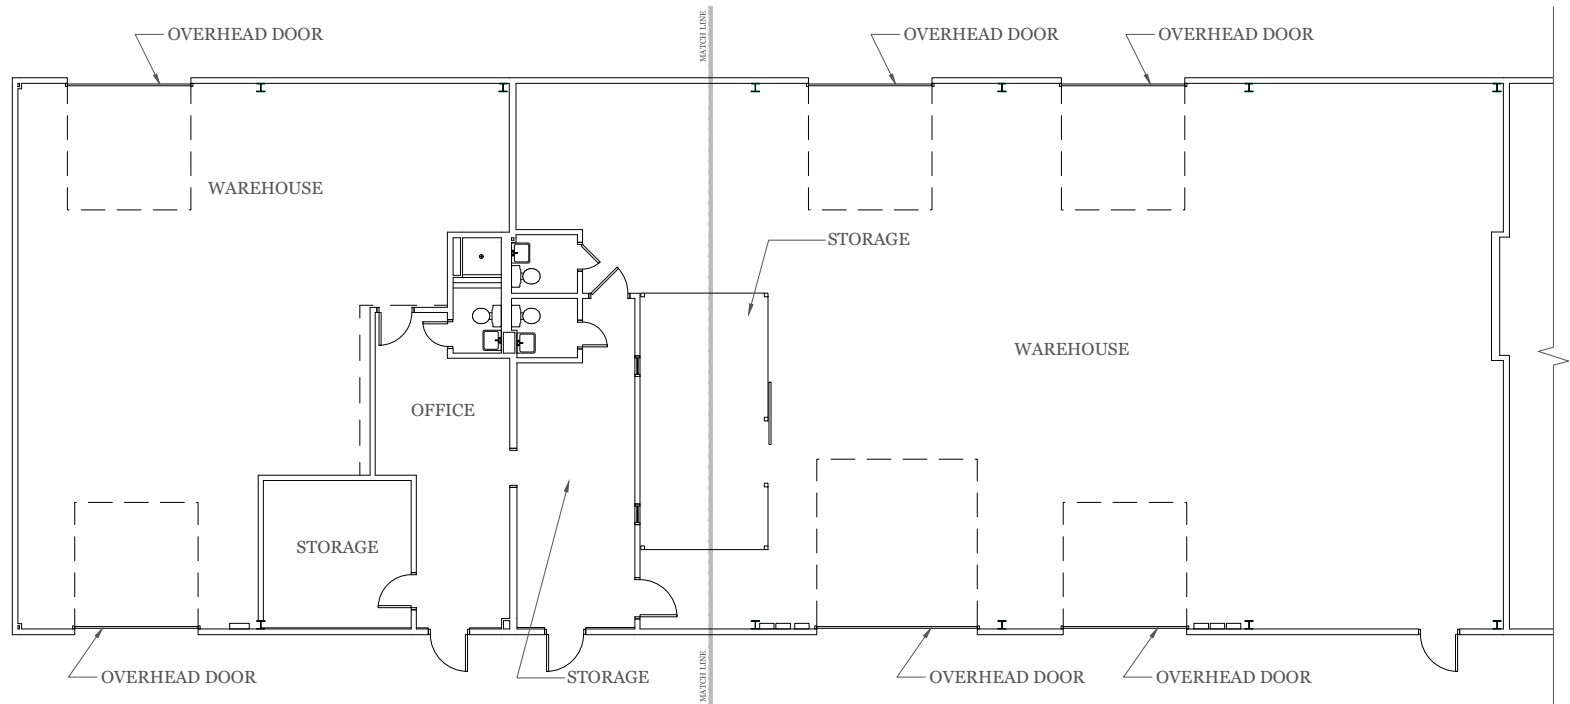 OVERHEAD DOOR
MATCH LINE
OVERHEAD DOOR
OVERHEAD DOOR
WAREHOUSE
STORAGE
WAREHOUSE
OFFICE
STORAGE
OVERHEAD DOOR
STORAGE
MATCH LINE
OVERHEAD DOOR
OVERHEAD DOOR